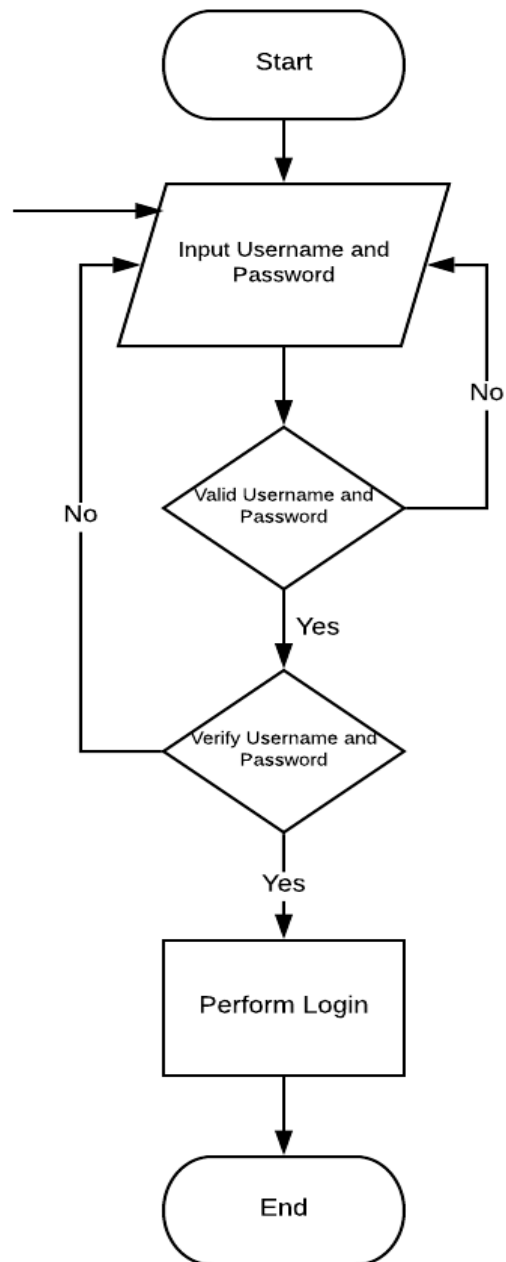 Start
Input Username and
Password
No
Valid Username and
Password
No
Yes
Verify Username and
Password
Yes
Perform Login
End